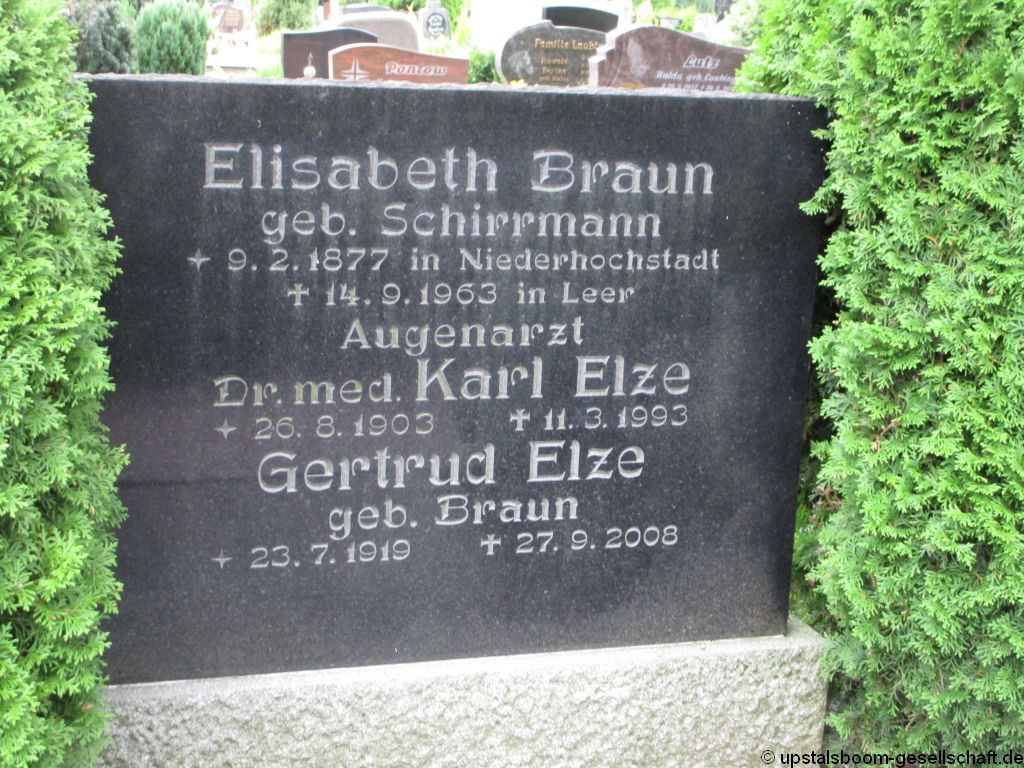 Pontow
Familie
Lutz
Elisabeth Braun
geb. Schirrmann
9. 2. 1877 in Niederhochstadt
✝ 14. 9. 1963 in Leer
Augenarzt
Dr. med. Karl Elze
26. 8. 1903 ✝ 11. 3. 1993
Gertrud Elze
geb. Braun
23. 7. 1919 ✝ 27. 9. 2008
© upstalsboom-gesellschaft.de